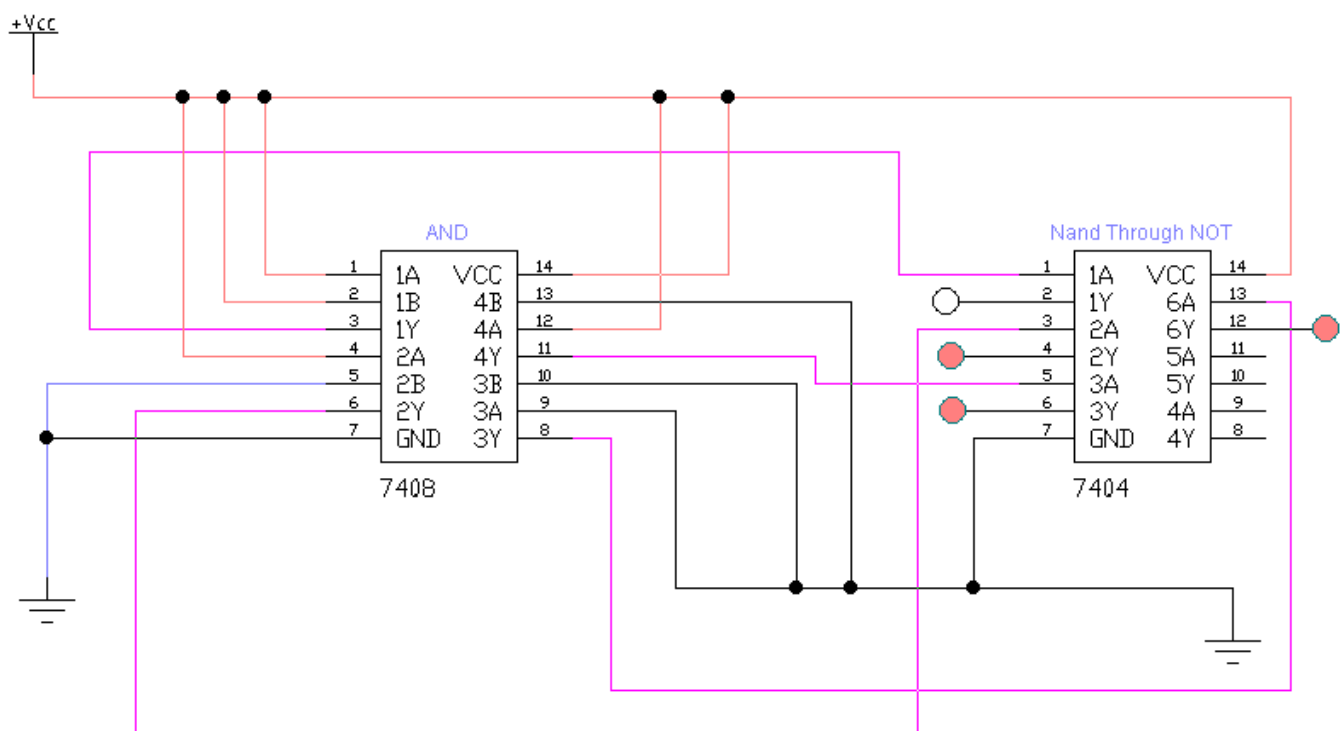 +Vcc
AND
Nand Through NOT
1 1A VCC 14
2 1B 4B 13
3 1Y 4A 12
4 2A 4Y 11
5 2B 3B 10
6 2Y 3A 9
7 GND 3Y 8
7408
1 1A VCC 14
2 1Y 6A 13
3 2A 6Y 12
4 2Y 5A 11
5 3A 5Y 10
6 3Y 4A 9
7 GND 4Y 8
7404